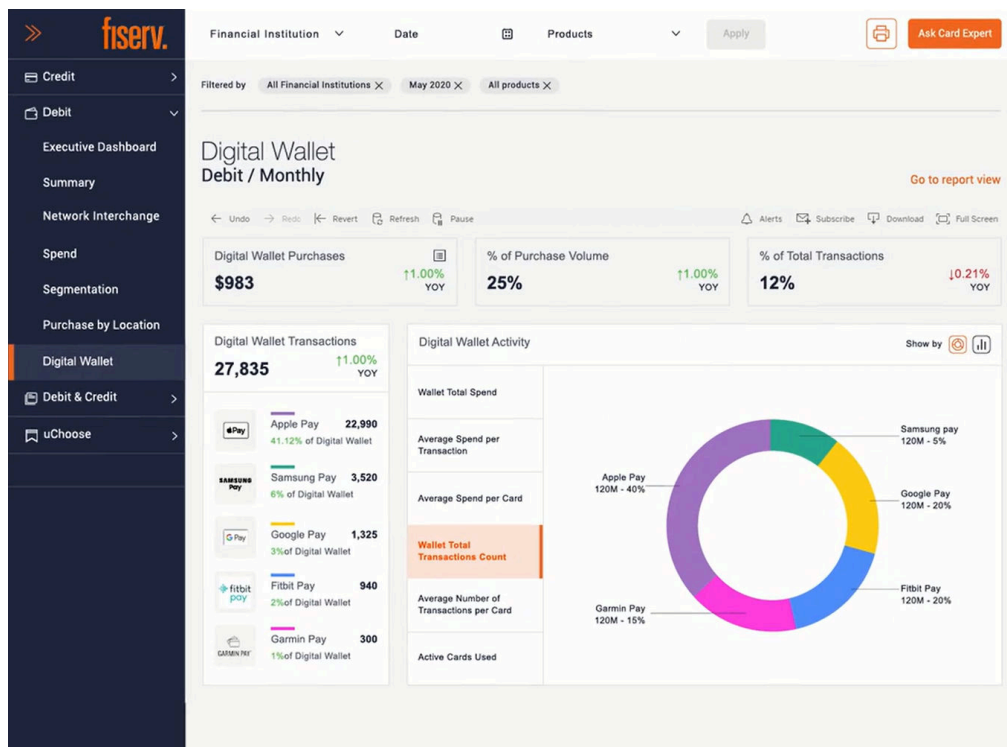 fiserv.
Credit
Debit
Executive Dashboard
Summary
Network Interchange
Spend
Segmentation
Purchase by Location
Digital Wallet
Debit & Credit
uChoose
Financial Institution
Date
Products
Apply
Ask Card Expert
Filtered by
All Financial Institutions
May 2020
All products
Digital Wallet
Debit / Monthly
Go to report view
Undo
Redo
Revert
Refresh
Pause
Alerts
Subscribe
Download
Full Screen
Digital Wallet Purchases
$983
↑1.00%
YOY
% of Purchase Volume
25%
↑1.00%
YOY
% of Total Transactions
12%
↓0.21%
YOY
Digital Wallet Transactions
27,835
↑1.00%
YOY
Pay
Apple Pay 22,990
41.12% of Digital Wallet
SAMSUNG
Pay
Samsung Pay 3,520
6% of Digital Wallet
G Pay
Google Pay 1,325
3%of Digital Wallet
fitbit
pay
Fitbit Pay 940
2%of Digital Wallet
GARMIN PAY
Garmin Pay 300
1%of Digital Wallet
Digital Wallet Activity
Show by
Wallet Total Spend
Average Spend per
Transaction
Average Spend per Card
Wallet Total
Transactions Count
Average Number of
Transactions per Card
Active Cards Used
Samsung pay
120M - 5%
Apple Pay
120M - 40%
Google Pay
120M - 20%
Fitbit Pay
120M - 20%
Garmin Pay
120M - 15%